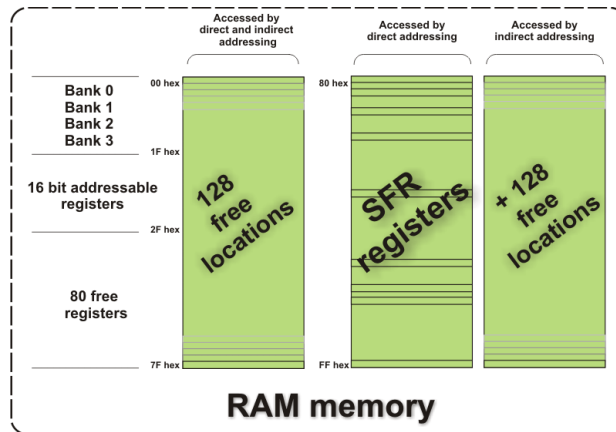 Accessed by
direct and indirect
addressing
Accessed by
direct addressing
Accessed by
indirect addressing
00 hex
80 hex
Bank 0
Bank 1
Bank 2
Bank 3
1F hex
16 bit addressable
registers
2F hex
80 free
registers
7F hex
128
free
locations
SFR
registers
FF hex
+ 128
free
locations
RAM memory